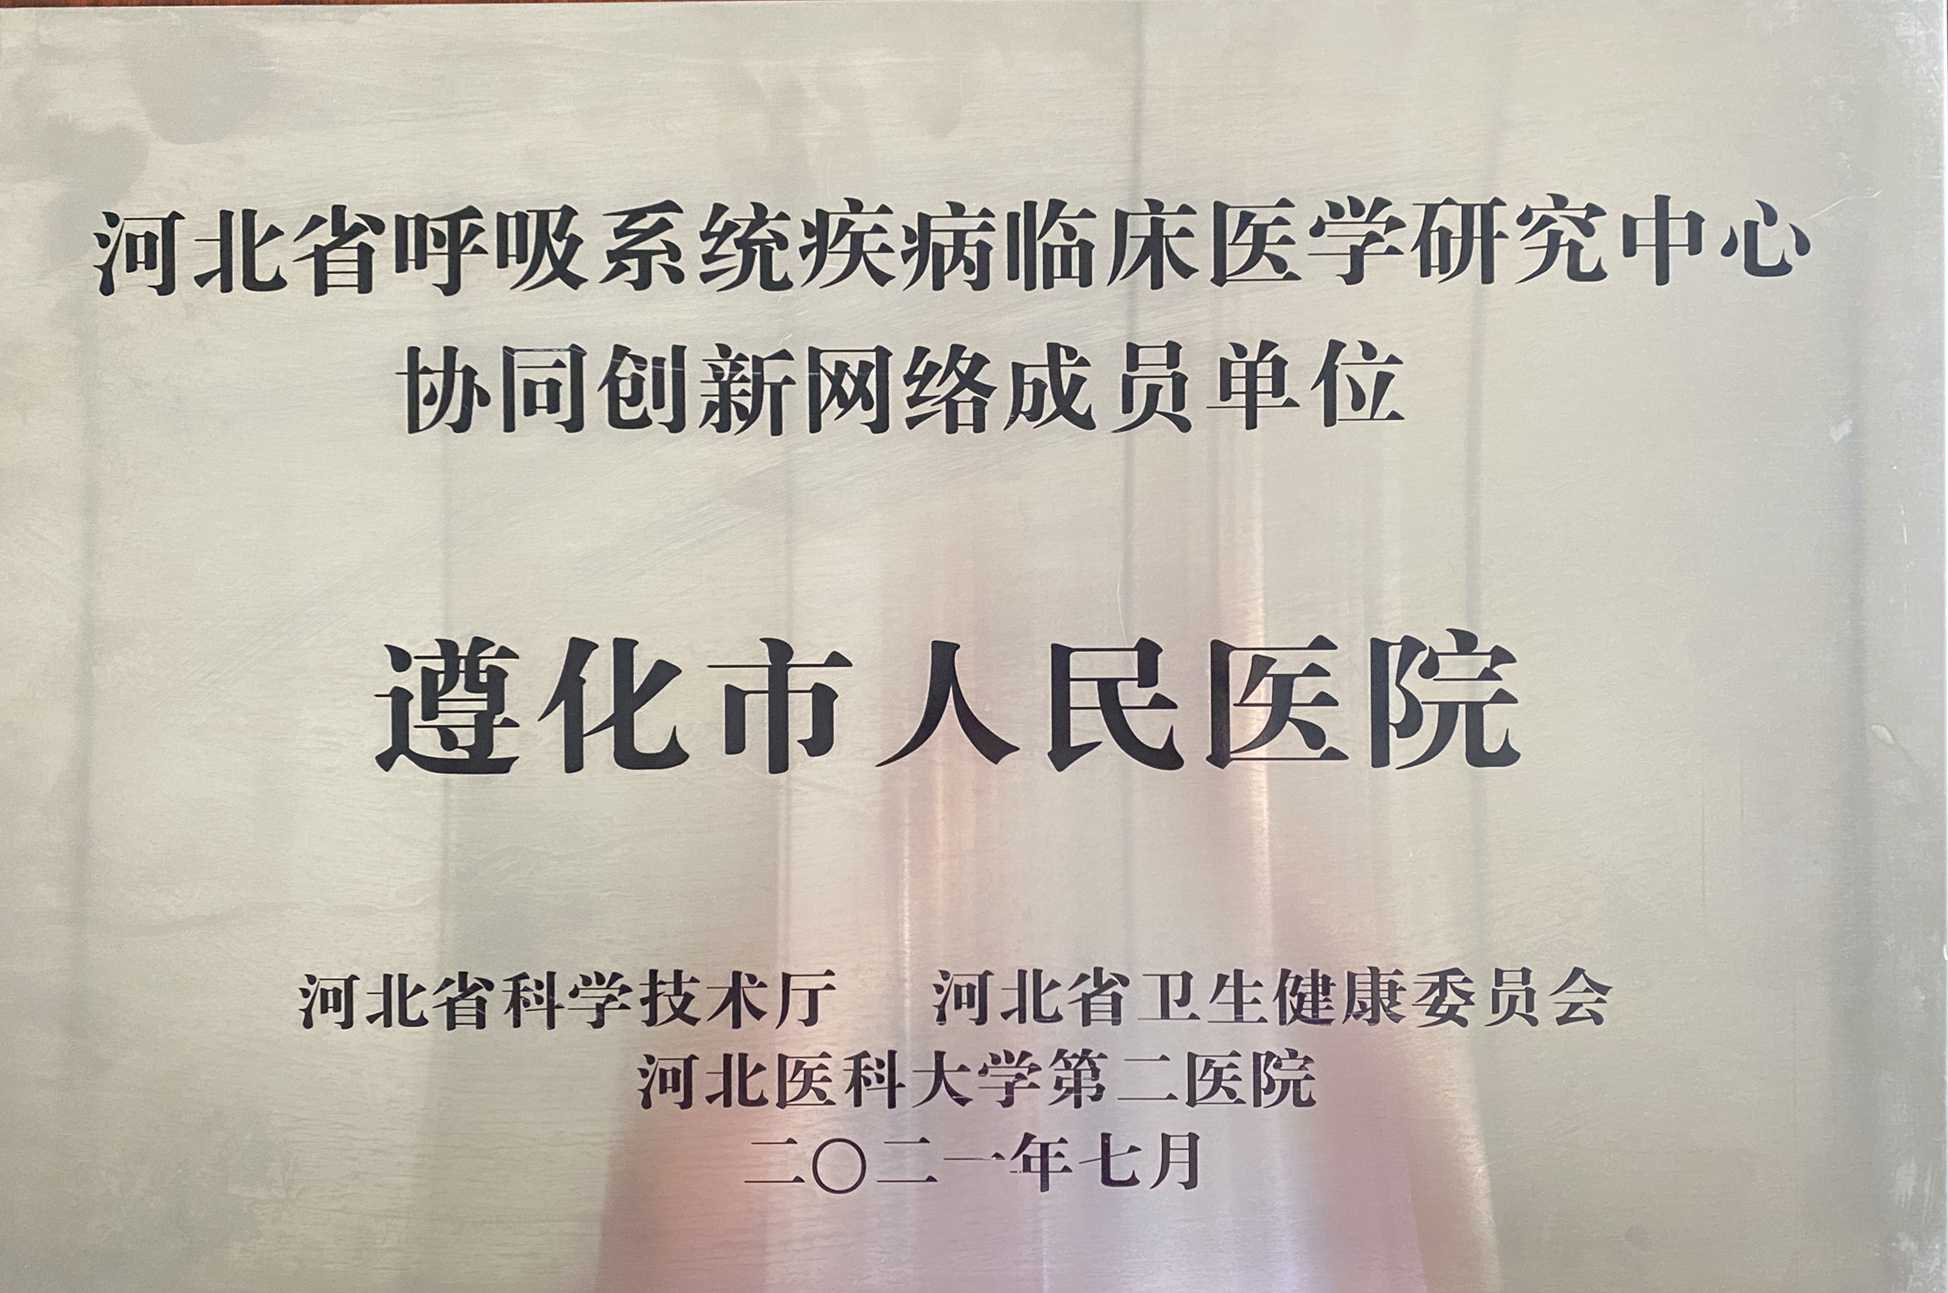 河北省呼吸系统疾病临床医学研究中心
协同创新网络成员单位
遵化市人民医院
河北省科学技术厅 河北省卫生健康委员会
河北医科大学第二医院
二〇二一年七月